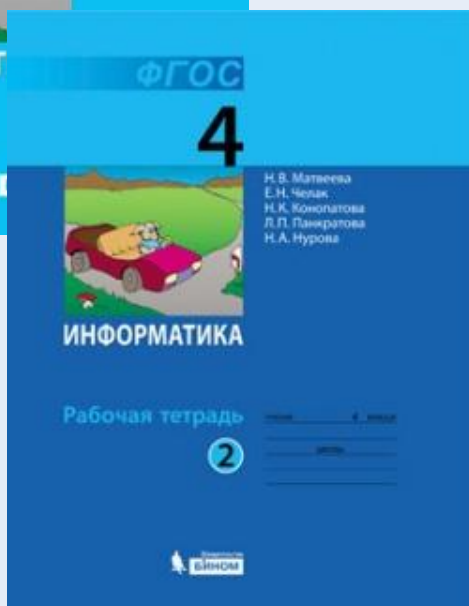 ФГОС
4
Н.В. Матвеева
Е.Н. Челак
Н.К. Конопатова
Л.П. Панкратова
Н.А. Нурова
ИНФОРМАТИКА
Рабочая тетрадь
2
БИНОМ